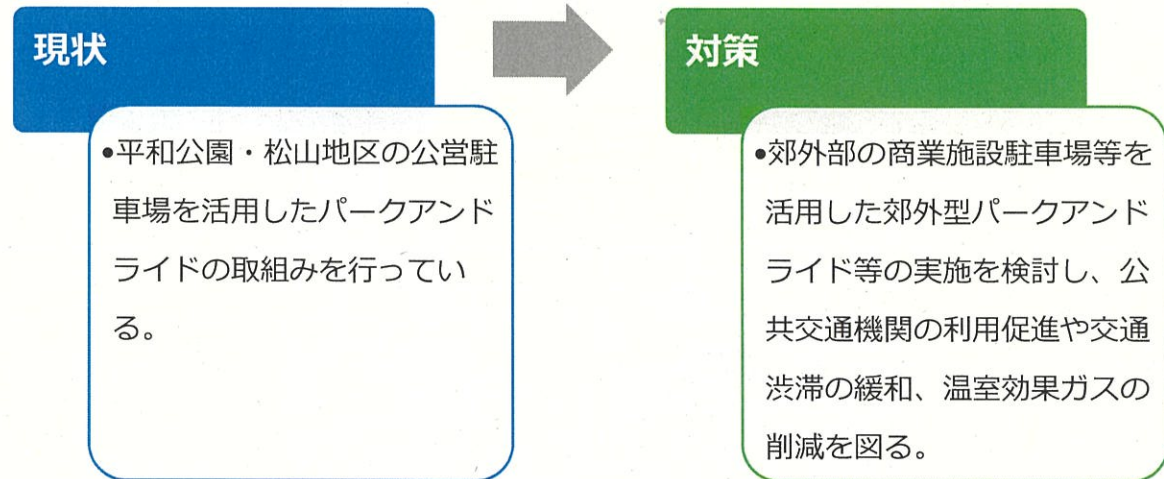 現状
•平和公園・松山地区の公営駐
車場を活用したパークアンド
ライドの取組みを行ってい
る。
対策
•郊外部の商業施設駐車場等を
活用した郊外型パークアンド
ライド等の実施を検討し、公
共交通機関の利用促進や交通
渋滞の緩和、温室効果ガスの
削減を図る。